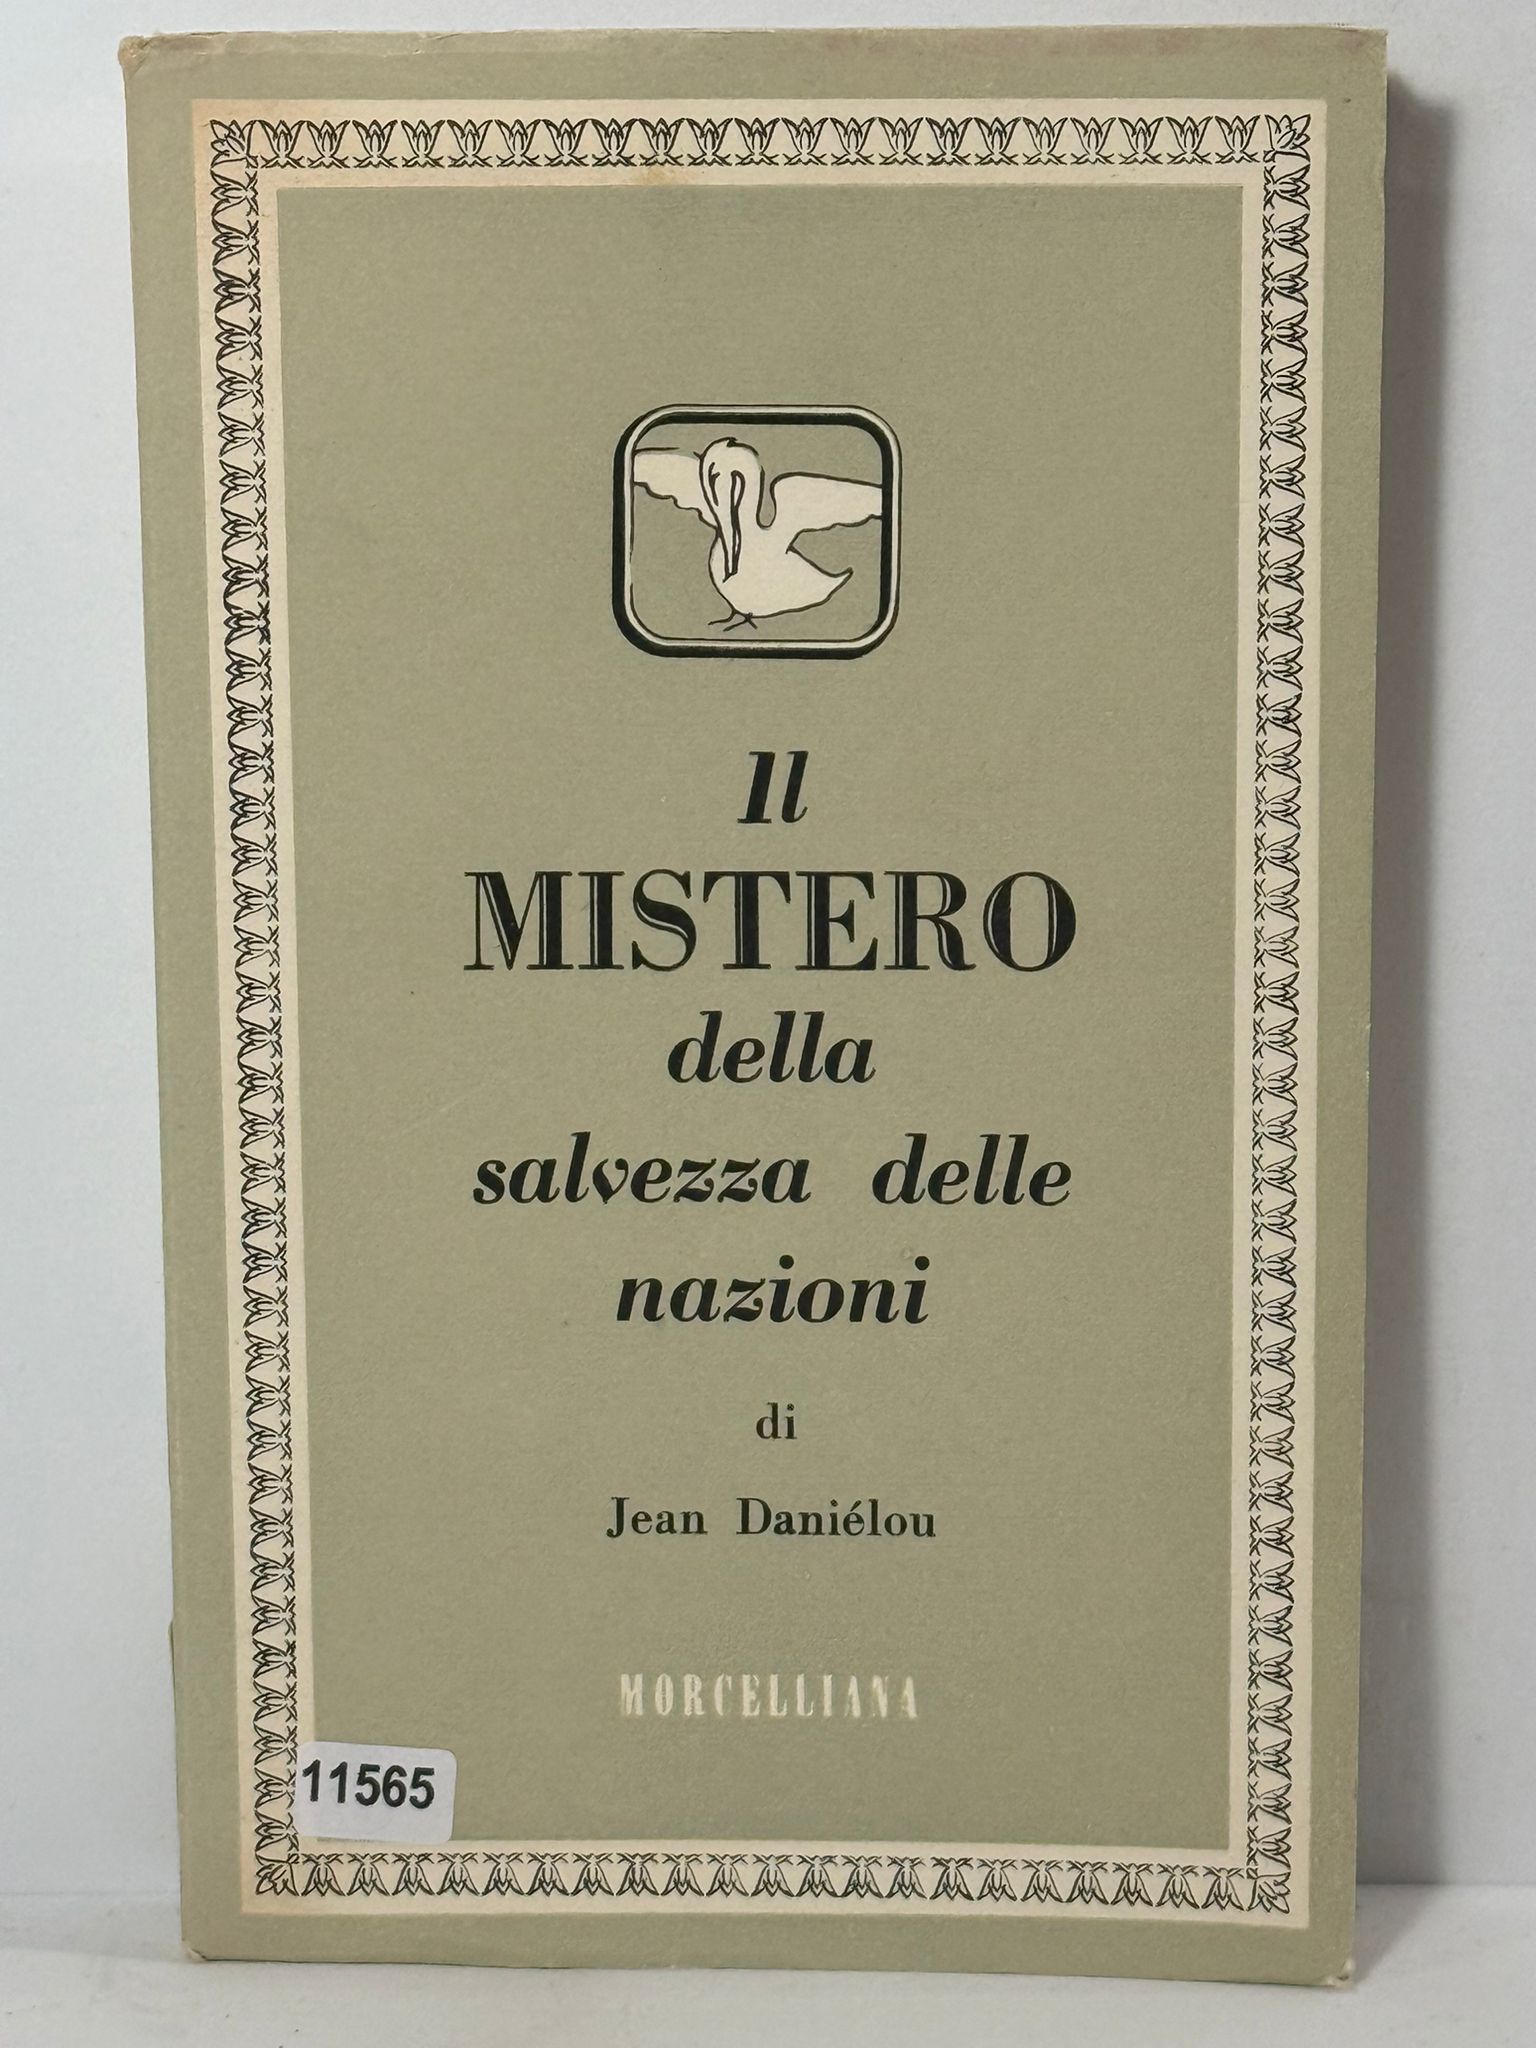 Il
MISTERO
della
salvezza delle
nazioni
di
Jean Daniélou
MORCELLIANA
11565